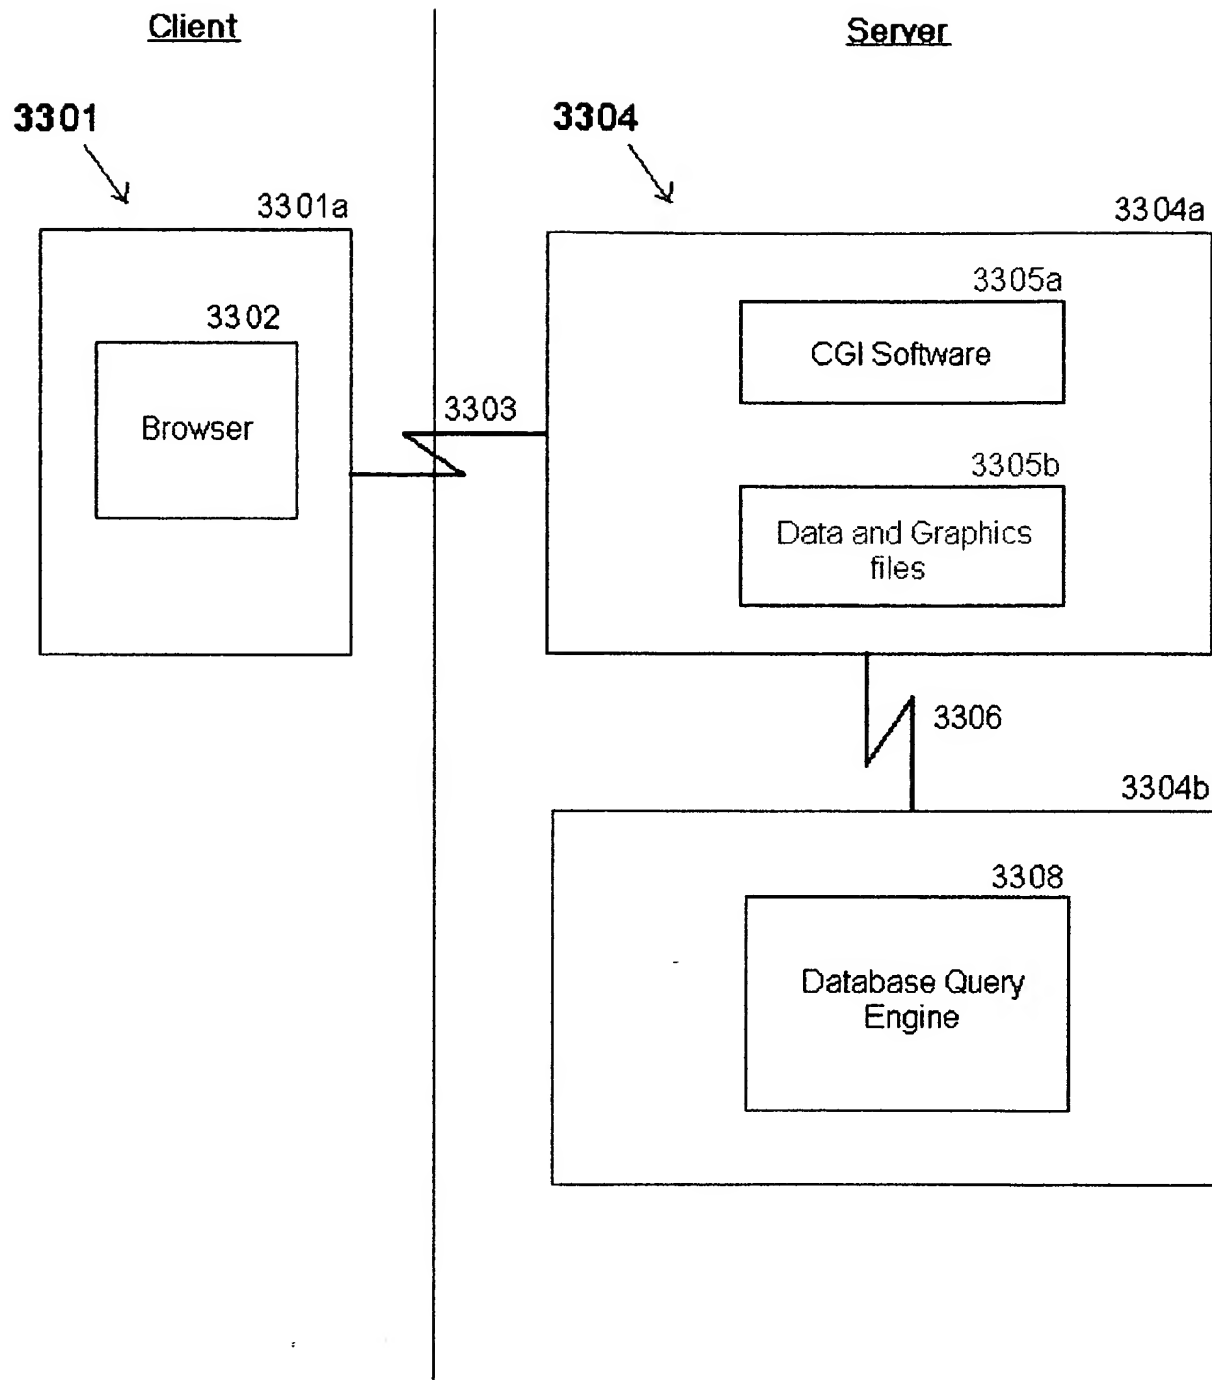 Client
Server
3301
3304
3301a
3304a
3302
Browser
3303
3305a
CGI Software
3305b
Data and Graphics
files
3306
3304b
3308
Database Query
Engine